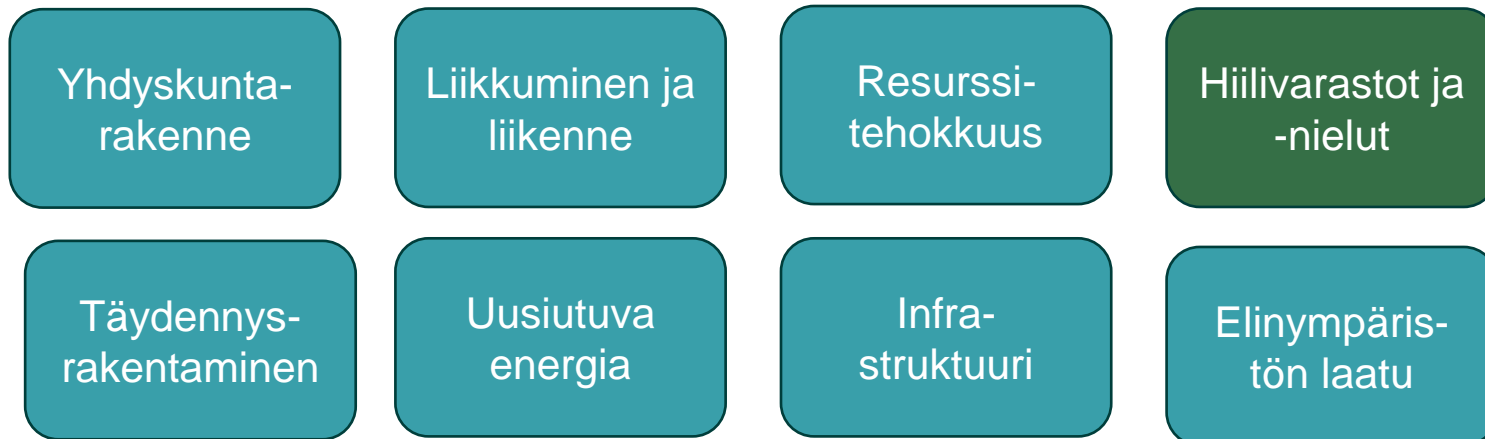 Yhdyskunta-
rakenne
Liikkuminen ja
liikenne
Resurssi-
tehokkuus
Hiilivarastot ja
-nielut
Täydennys-
rakentaminen
Uusiutuva
energia
Infra-
struktuuri
Elinympäris-
tön laatu